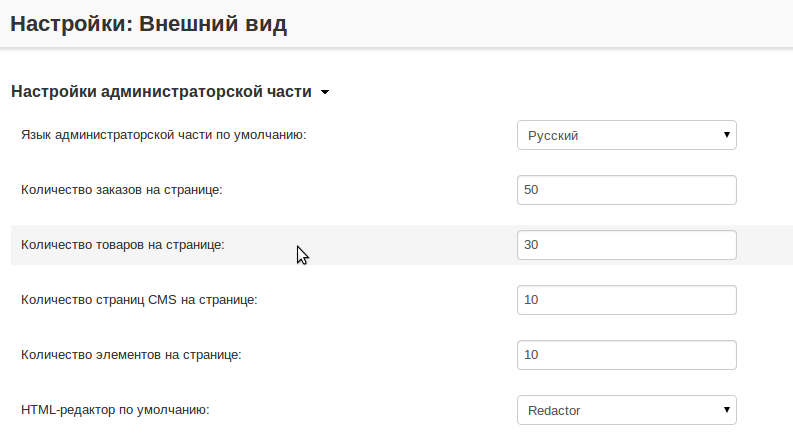 Настройки: Внешний вид
Настройки администраторской части
Язык администраторской части по умолчанию: Русский
Количество заказов на странице: 50
Количество товаров на странице: 30
Количество страниц CMS на странице: 10
Количество элементов на странице: 10
HTML-редактор по умолчанию: Redactor